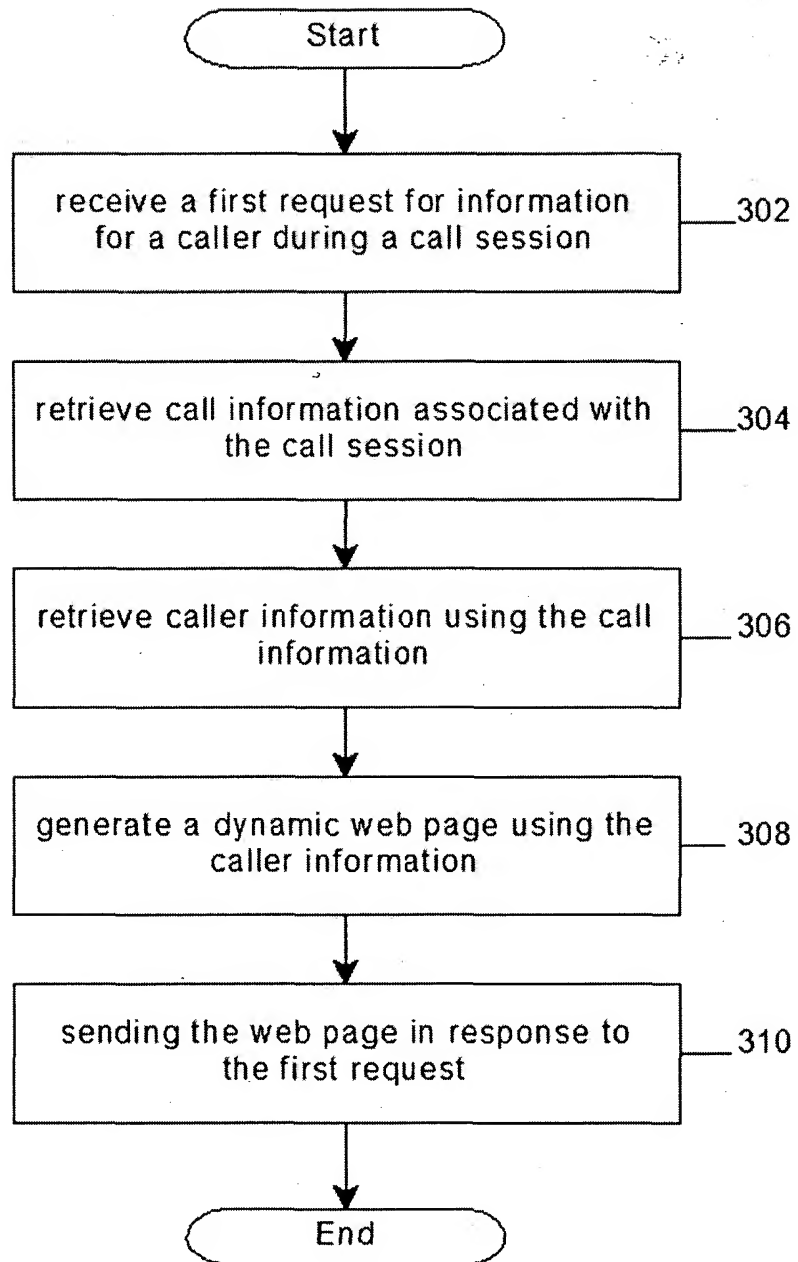 Start
receive a first request for information
for a caller during a call session
302
retrieve call information associated with
the call session
304
retrieve caller information using the call
information
306
generate a dynamic web page using the
caller information
308
sending the web page in response to
the first request
310
End